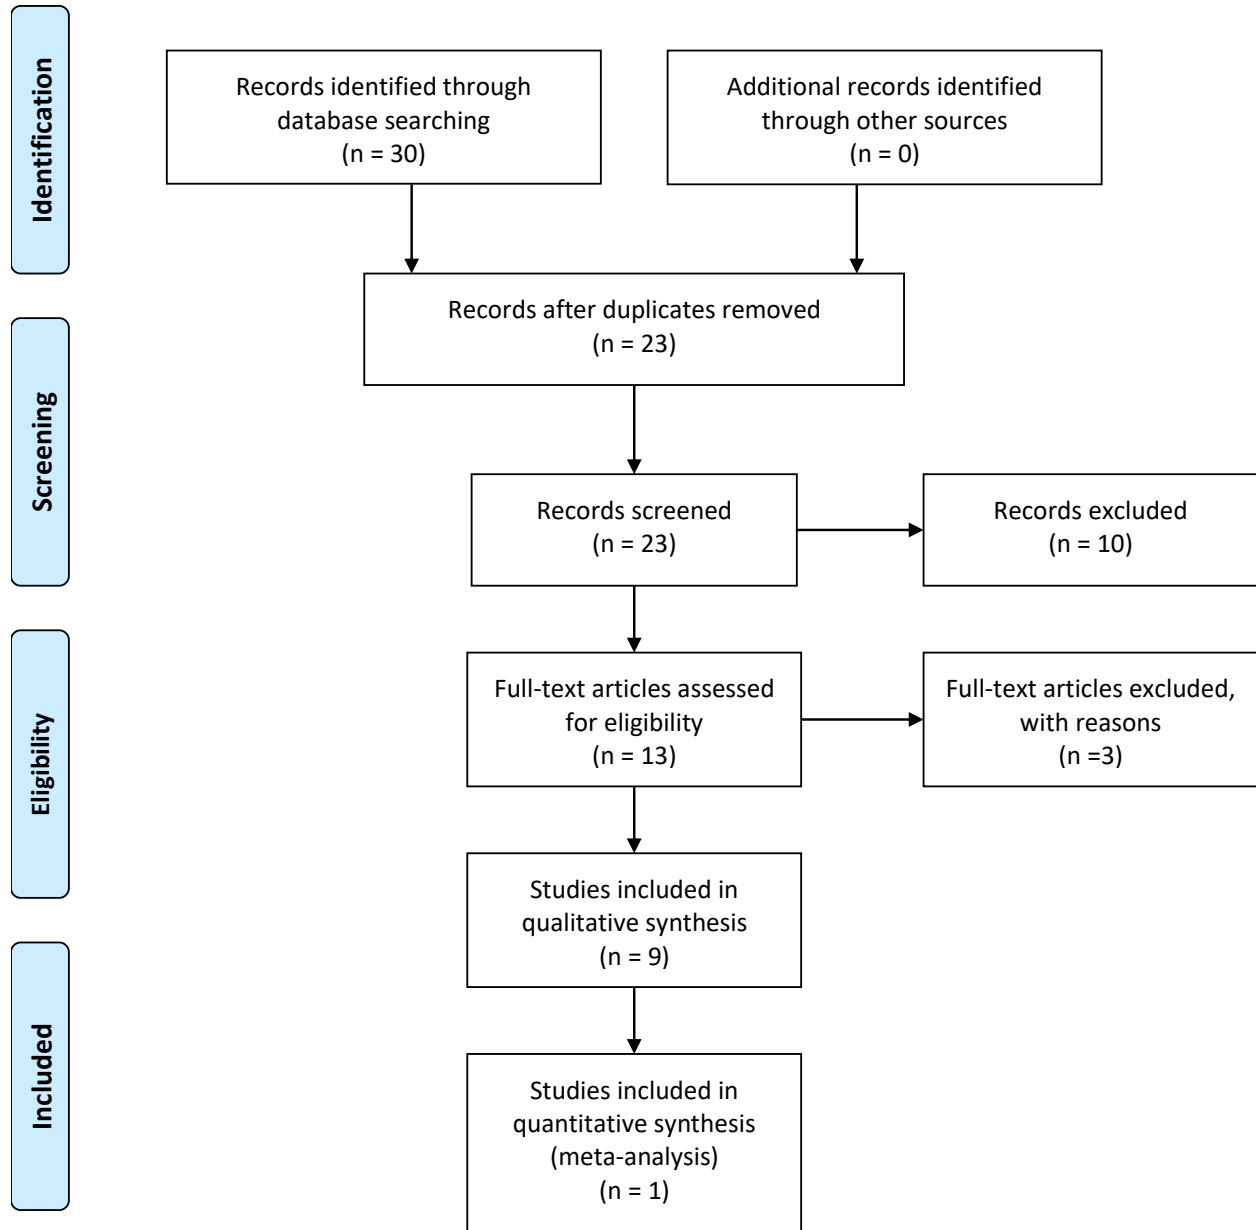 Identification
Records identified through
database searching
(n = 30)
Additional records identified
through other sources
(n = 0)
Records after duplicates removed
(n = 23)
Screening
Records screened
(n = 23)
Records excluded
(n = 10)
Eligibility
Full-text articles assessed
for eligibility
(n = 13)
Full-text articles excluded,
with reasons
(n =3)
Studies included in
qualitative synthesis
(n = 9)
Included
Studies included in
quantitative synthesis
(meta-analysis)
(n = 1)